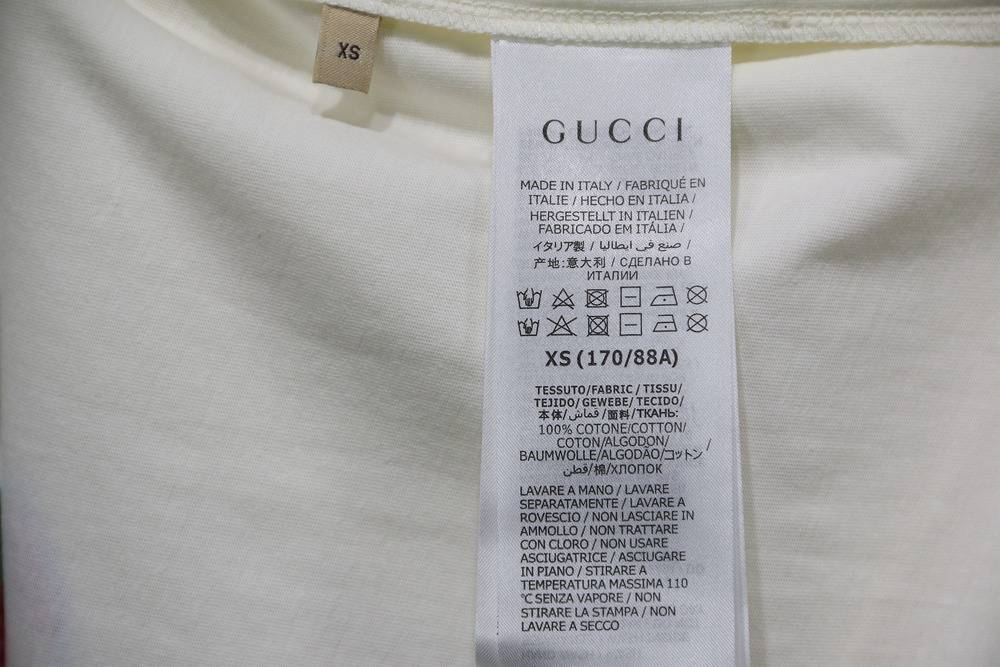 XS
GUCCI
MADE IN ITALY / FABRIQUÉ EN
ITALIE / HECHO EN ITALIA /
HERGESTELLT IN ITALIEN /
FABRICADO EM ITÁLIA /
イタリア製 / صنع في ايطاليا /
产地:意大利 / СДЕЛАНО В
ИТАЛИИ
XS (170/88A)
TESSUTO/FABRIC / TISSU/
TEJIDO/ GEWEBE/ TECIDO/
本体/قماش/面料/ТКАНЬ:
100% COTONE/COTTON/
COTON/ALGODON/
BAUMWOLLE/ALGODÃO/コットン/
قطن/棉/ХЛОПОК
LAVARE A MANO / LAVARE
SEPARATAMENTE / LAVARE A
ROVESCIO / NON LASCIARE IN
AMMOLLO / NON TRATTARE
CON CLORO / NON USARE
ASCIUGATRICE / ASCIUGARE
IN PIANO / STIRARE A
TEMPERATURA MASSIMA 110
°C SENZA VAPORE / NON
STIRARE LA STAMPA / NON
LAVARE A SECCO